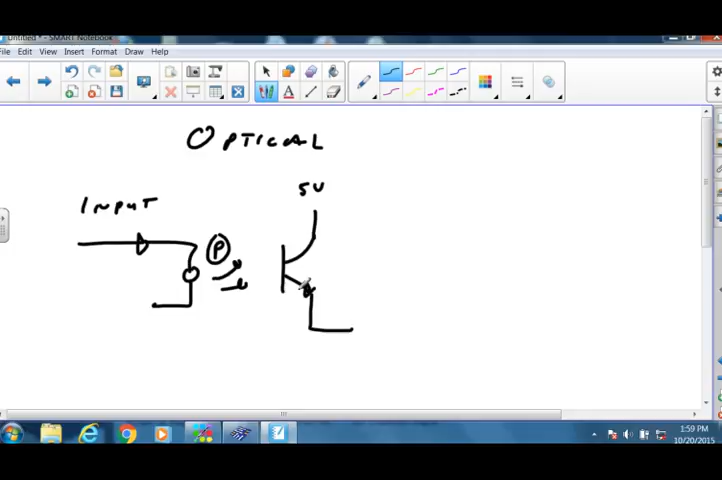 Untitled * - SMART Notebook
File Edit View Insert Format Draw Help
OPTICAL
5V
INPUT
P
1:59 PM
10/20/2015